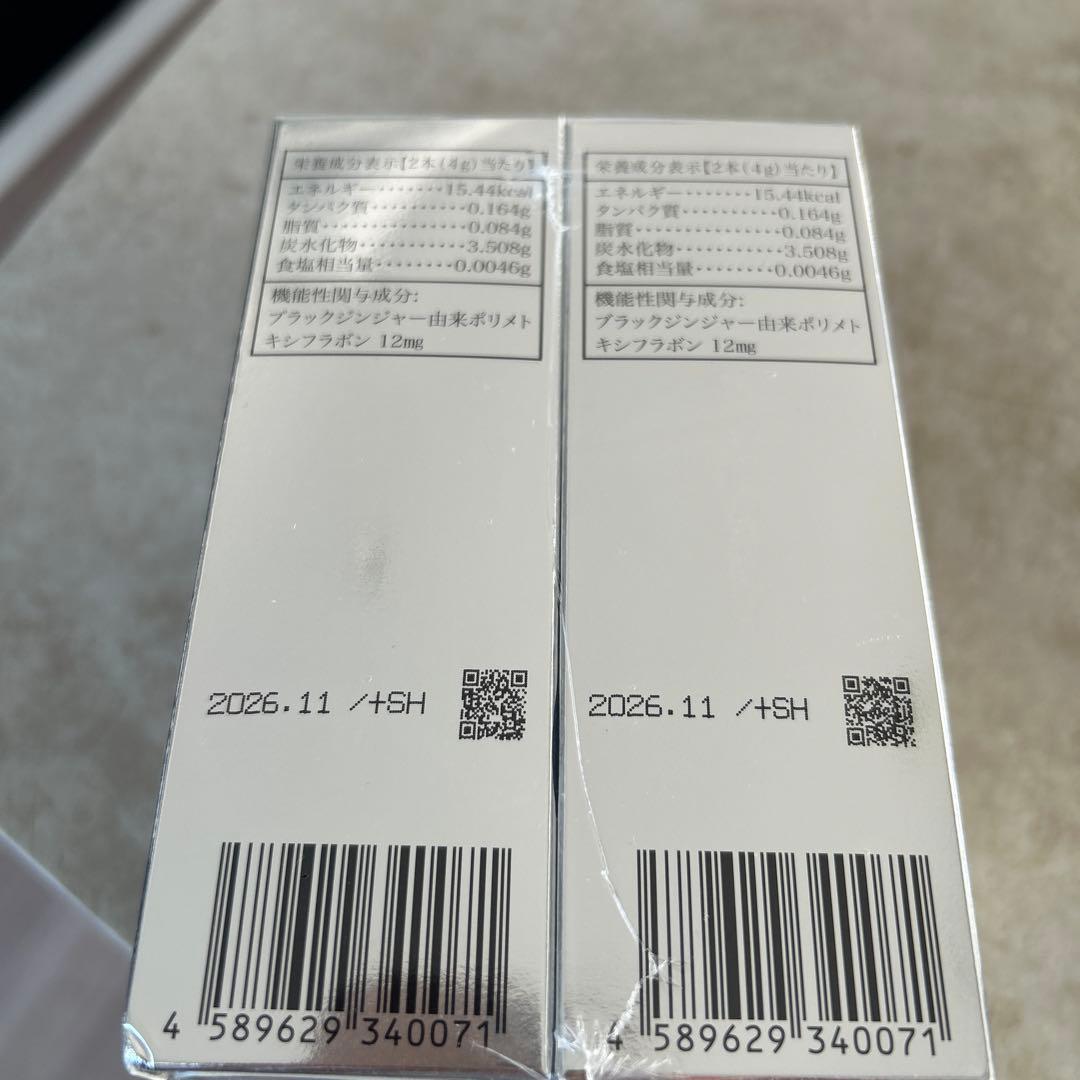 栄養成分表示【2本(4g)当たり】
エネルギー········15.44kcal
タンパク質··········0.164g
脂質···············0.084g
炭水化物···········3.508g
食塩相当量········0.0046g
機能性関与成分:
ブラックジンジャー由来ポリメト
キシフラボン 12mg
2026.11 /+SH
4 589629 340071
栄養成分表示【2本(4g)当たり】
エネルギー········15.44kcal
タンパク質··········0.164g
脂質···············0.084g
炭水化物···········3.508g
食塩相当量········0.0046g
機能性関与成分:
ブラックジンジャー由来ポリメト
キシフラボン 12mg
2026.11 /+SH
4 589629 340071